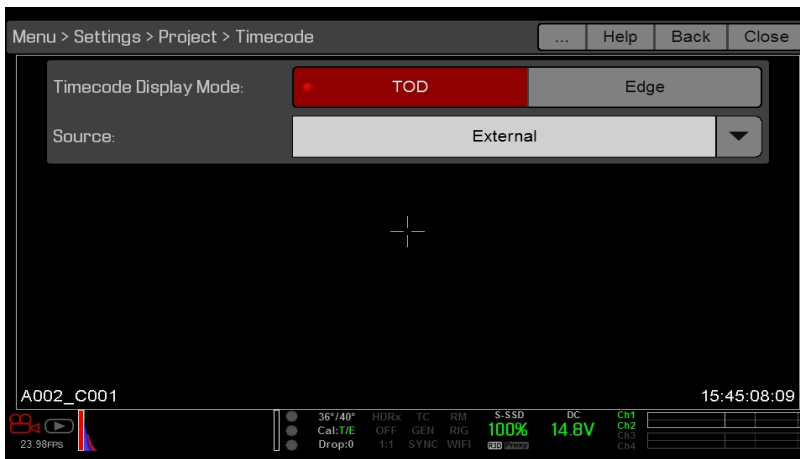 Menu > Settings > Project > Timecode ... Help Back Close
Timecode Display Mode: TOD Edge
Source: External
A002_C001 15:45:08:09
36°/40° HDRx TC RM S-SSD DC Ch1
Cal:T/E OFF GEN RIG 100% 14.8V Ch2
23.98FPS Drop:0 1:1 SYNC WIFI R3D Proxy Ch3
Ch4